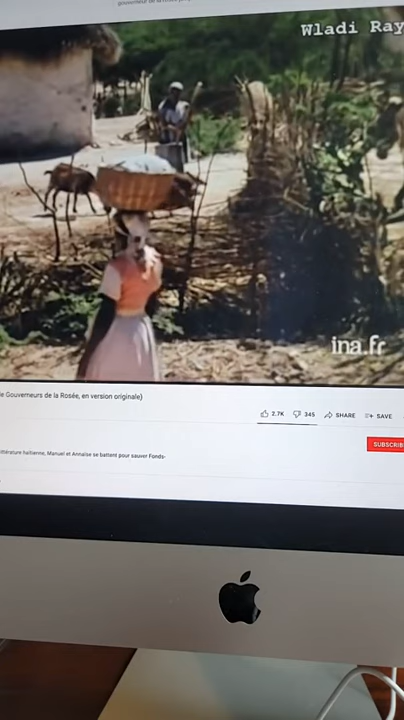 Wladi Ray
ina.fr
e Gouverneurs de la Rosée, en version originale)
2.7K 345 SHARE SAVE
SUBSCRIB
ittérature haïtienne, Manuel et Annaïse se battent pour sauver Fonds-